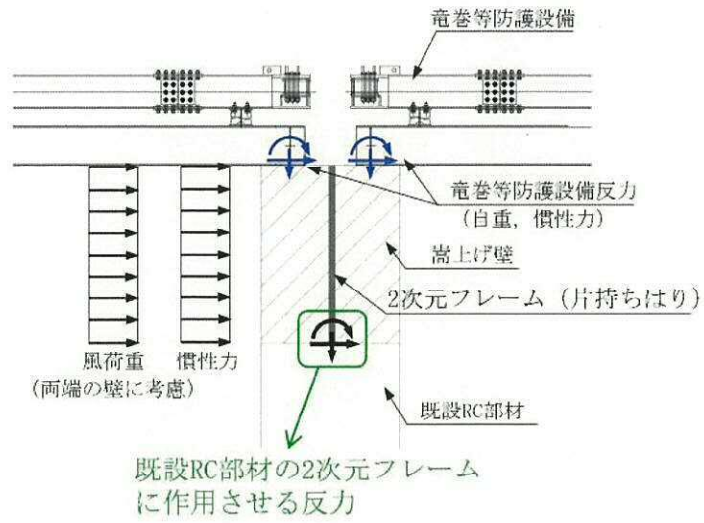 竜巻等防護設備
竜巻等防護設備反力
(自重，慣性力)
嵩上げ壁
2次元フレーム（片持ちはり）
風荷重
慣性力
(両端の壁に考慮)
既設RC部材
既設RC部材の2次元フレーム
に作用させる反力